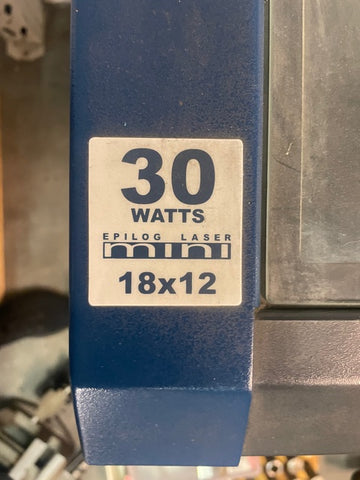 30
WATTS
EPILOG LASER
mini
18x12